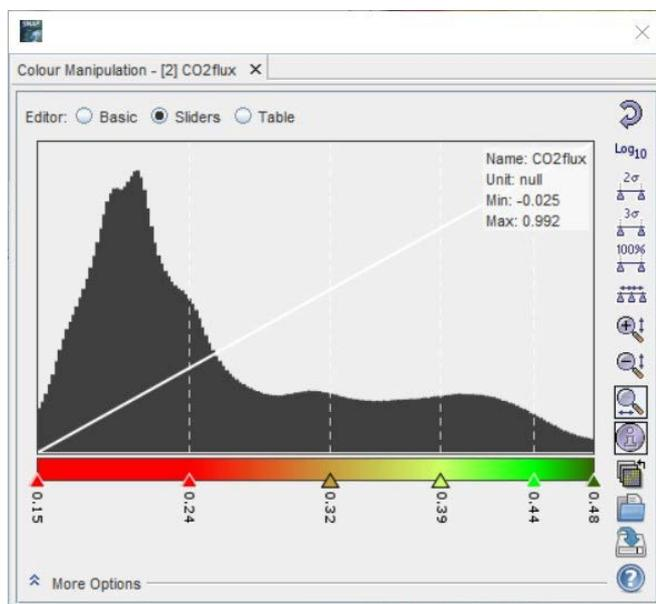 SNAP
Colour Manipulation - [2] CO2flux X
Editor: Basic Sliders Table
Name: CO2flux
Unit: null
Min: -0.025
Max: 0.992
Log10
2σ
3σ
100%
0.15
0.24
0.32
0.39
0.44
0.48
More Options